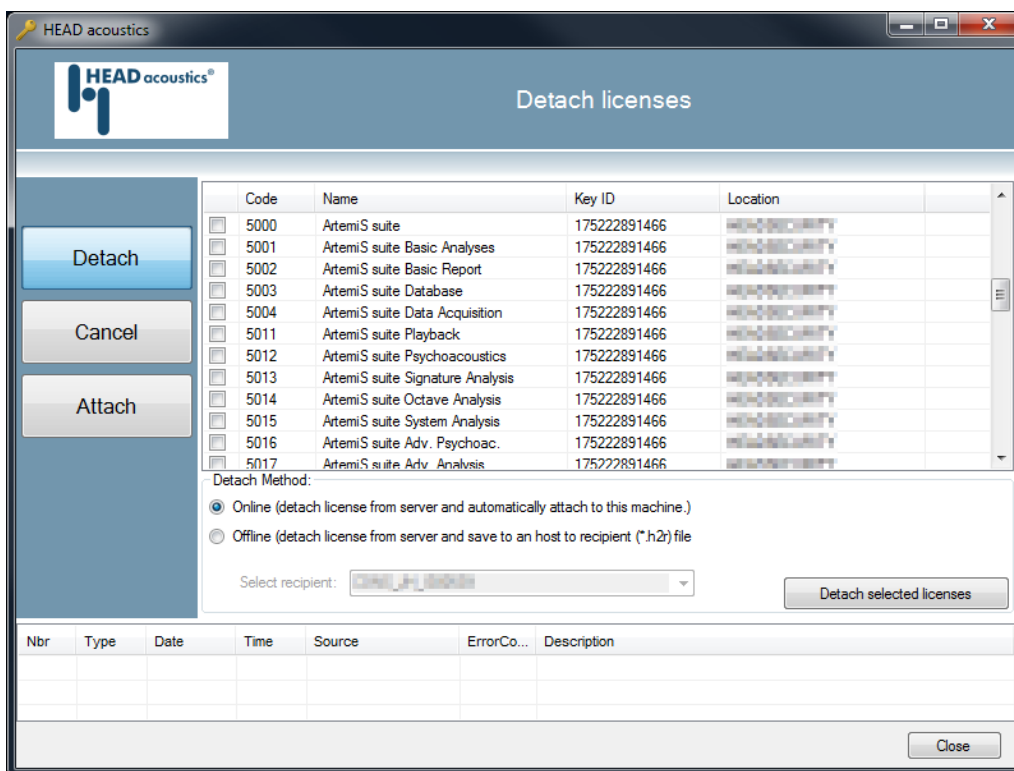 HEAD acoustics
HEAD acoustics®
Detach licenses
Detach
Cancel
Attach
Code Name Key ID Location
5000 ArtemiS suite 175222891466
5001 ArtemiS suite Basic Analyses 175222891466
5002 ArtemiS suite Basic Report 175222891466
5003 ArtemiS suite Database 175222891466
5004 ArtemiS suite Data Acquisition 175222891466
5011 ArtemiS suite Playback 175222891466
5012 ArtemiS suite Psychoacoustics 175222891466
5013 ArtemiS suite Signature Analysis 175222891466
5014 ArtemiS suite Octave Analysis 175222891466
5015 ArtemiS suite System Analysis 175222891466
5016 ArtemiS suite Adv. Psychoac. 175222891466
5017 ArtemiS suite Adv. Analysis 175222891466
Detach Method:
Online (detach license from server and automatically attach to this machine.)
Offline (detach license from server and save to an host to recipient (*.h2r) file
Select recipient:
Detach selected licenses
Nbr Type Date Time Source ErrorCo... Description
Close